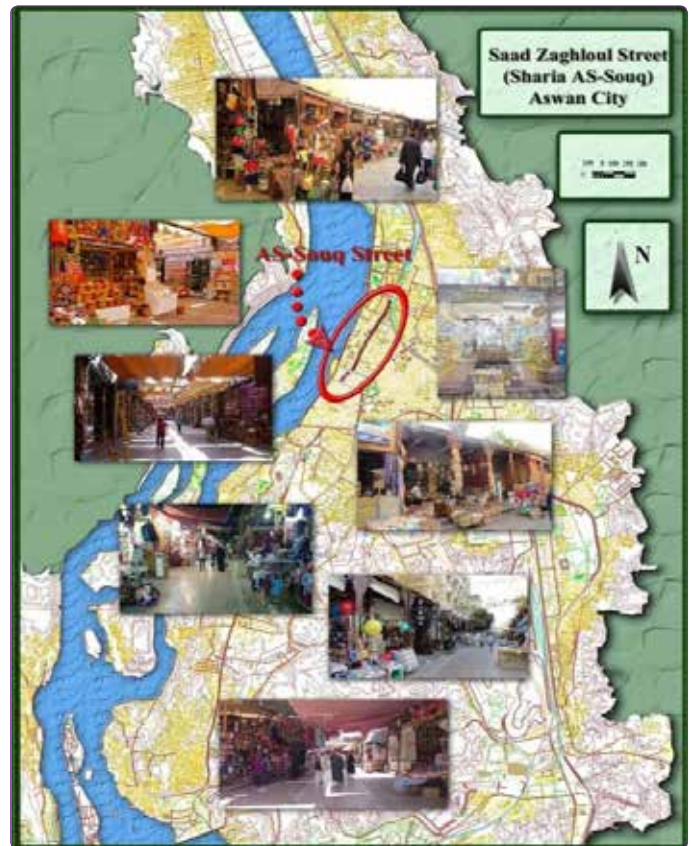 Saad Zaghloul Street
(Sharia AS-Souq)
Aswan City
N
AS-Souq Street